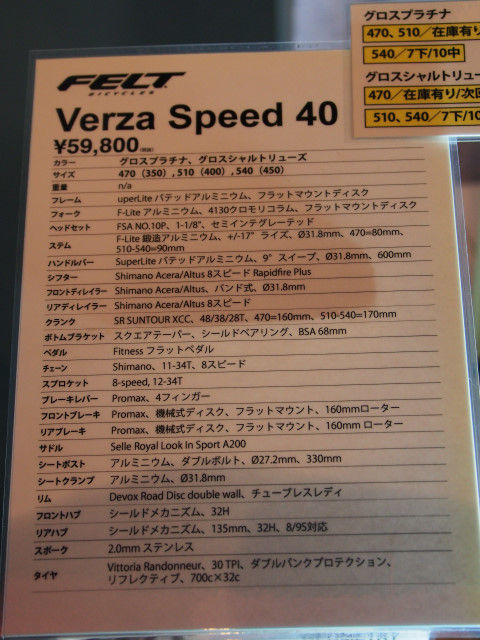 グロスプラチナ
470、510／在庫有り
540／7下/10中
グロスシャルトリュー
470／在庫有り/次回
510、540／7下/10
FELT
BICYCLES
Verza Speed 40
¥59,800(税抜)
カラー グロスプラチナ、グロスシャルトリューズ
サイズ 470（350）,510（400）,540（450）
重量 n/a
フレーム uperLite バテッドアルミニウム、フラットマウントディスク
フォーク F-Lite アルミニウム、4130クロモリコラム、フラットマウントディスク
ヘッドセット FSA NO.10P、1-1/8"、セミインテグレーテッド
ステム F-Lite 鍛造アルミニウム、+/-17° ライズ、Ø31.8mm、470=80mm、
510-540=90mm
ハンドルバー SuperLite バテッドアルミニウム、9° スイープ、Ø31.8mm、600mm
シフター Shimano Acera/Altus 8スピード Rapidfire Plus
フロントディレイラー Shimano Acera/Altus、バンド式、Ø31.8mm
リアディレイラー Shimano Acera/Altus 8スピード
クランク SR SUNTOUR XCC、48/38/28T、470=160mm、510-540=170mm
ボトムブラケット スクエアテーパー、シールドベアリング、BSA 68mm
ペダル Fitness フラットペダル
チェーン Shimano、11-34T、8スピード
スプロケット 8-speed, 12-34T
ブレーキレバー Promax、4フィンガー
フロントブレーキ Promax、機械式ディスク、フラットマウント、160mmローター
リアブレーキ Promax、機械式ディスク、フラットマウント、160mm ローター
サドル Selle Royal Look In Sport A200
シートポスト アルミニウム、ダブルボルト、Ø27.2mm、330mm
シートクランプ アルミニウム、Ø31.8mm
リム Devox Road Disc double wall、チューブレスレディ
フロントハブ シールドメカニズム、32H
リアハブ シールドメカニズム、135mm、32H、8/9S対応
スポーク 2.0mm ステンレス
タイヤ Vittoria Randonneur、30 TPI、ダブルパンクプロテクション、
リフレクティブ、700c×32c